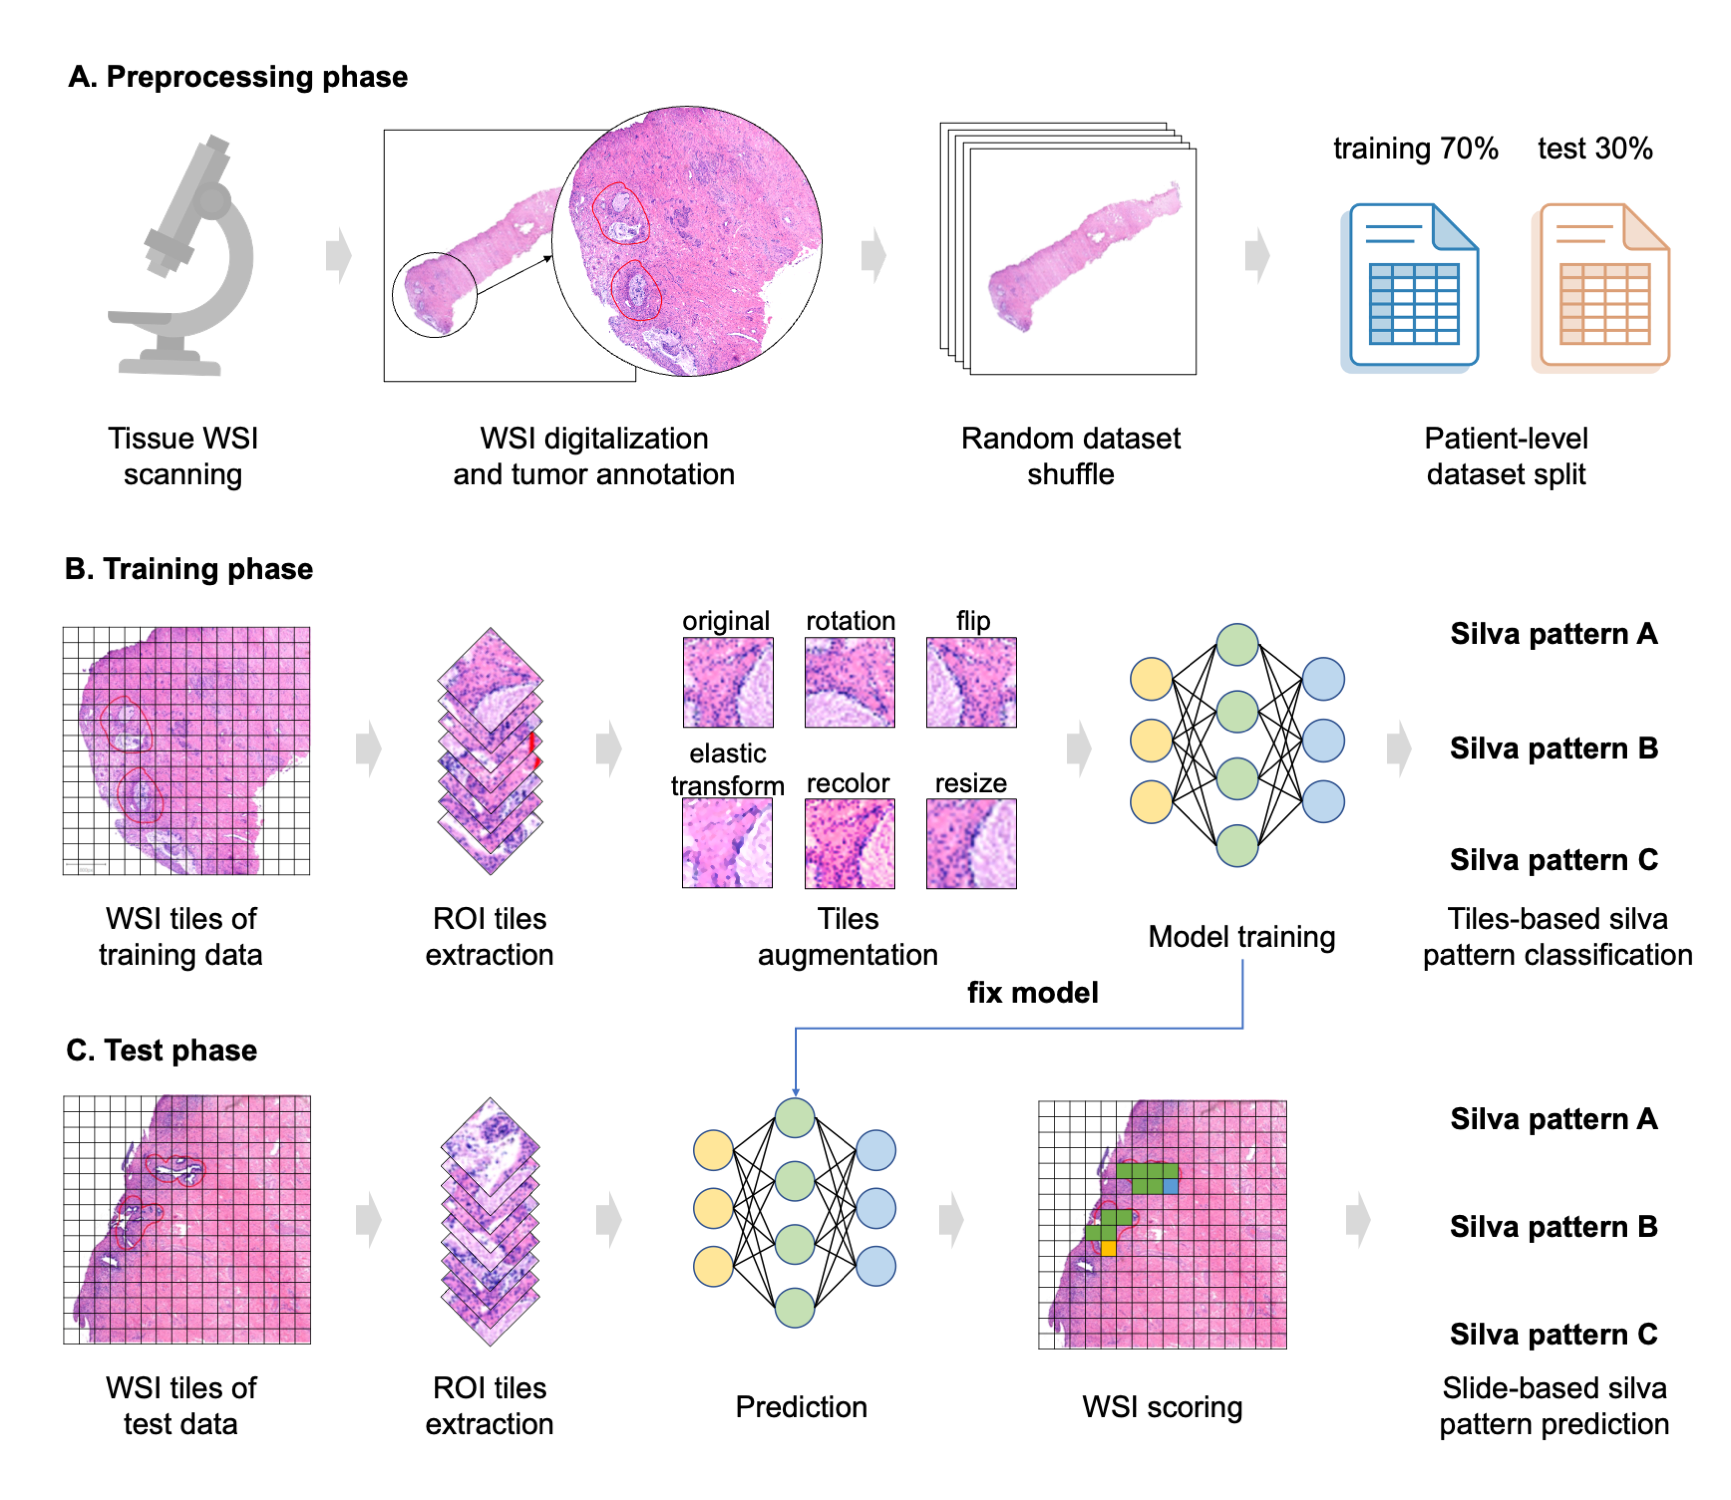 A. Preprocessing phase
training 70%
test 30%
Tissue WSI
scanning
WSI digitalization
and tumor annotation
Random dataset
shuffle
Patient-level
dataset split
B. Training phase
original
rotation
flip
elastic
transform
recolor
resize
Silva pattern A
Silva pattern B
Silva pattern C
WSI tiles of
training data
ROI tiles
extraction
Tiles
augmentation
Model training
Tiles-based silva
pattern classification
fix model
C. Test phase
Silva pattern A
Silva pattern B
Silva pattern C
WSI tiles of
test data
ROI tiles
extraction
Prediction
WSI scoring
Slide-based silva
pattern prediction